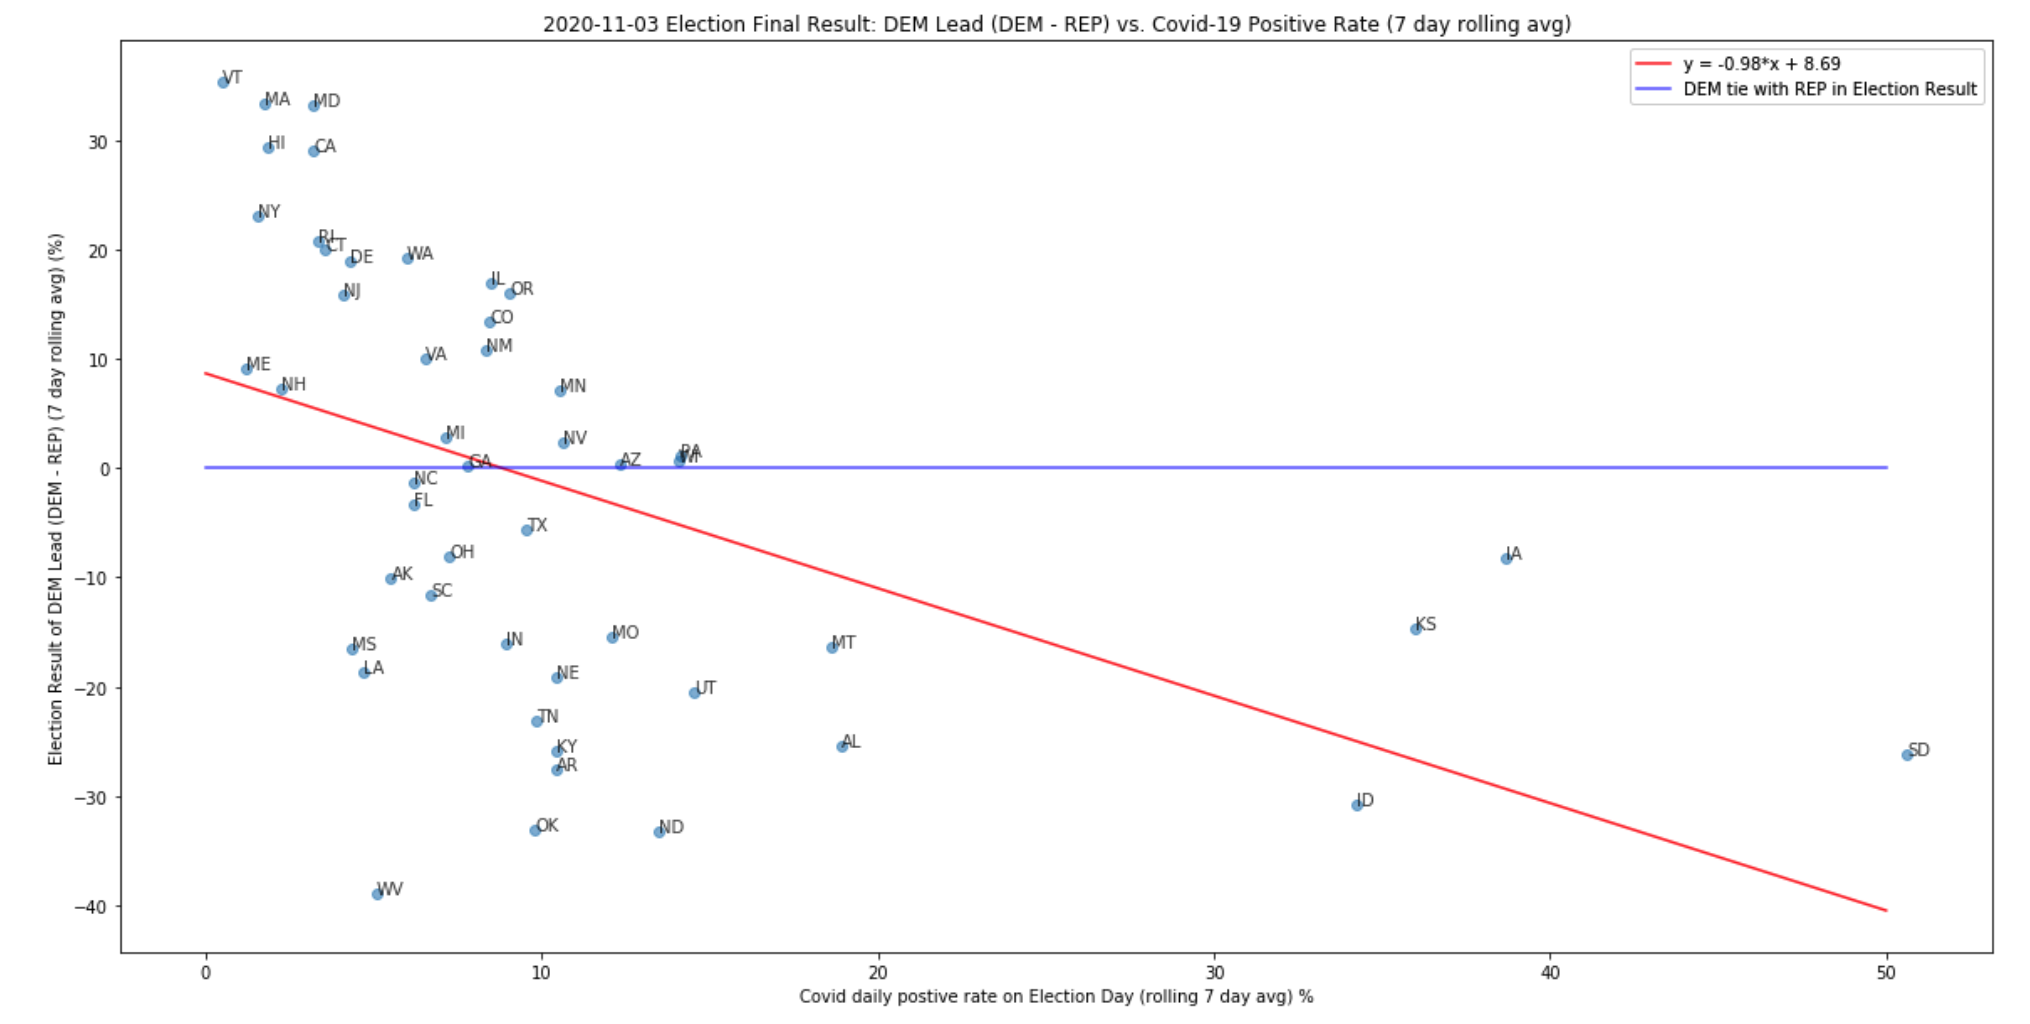 2020-11-03 Election Final Result: DEM Lead (DEM - REP) vs. Covid-19 Positive Rate (7 day rolling avg)
y = -0.98*x + 8.69
DEM tie with REP in Election Result
Election Result of DEM Lead (DEM - REP) (7 day rolling avg) (%)
30
20
10
0
−10
−20
−30
−40
VT
MA
MD
HI
CA
NY
RI
CT
DE
WA
NJ
IL
OR
CO
NM
VA
ME
NH
MN
MI
NV
GA
AZ
PA
WI
NC
FL
TX
OH
IA
AK
SC
KS
MS
IN
MO
MT
LA
NE
UT
TN
KY
AL
SD
AR
ID
OK
ND
WV
0
10
20
30
40
50
Covid daily postive rate on Election Day (rolling 7 day avg) %